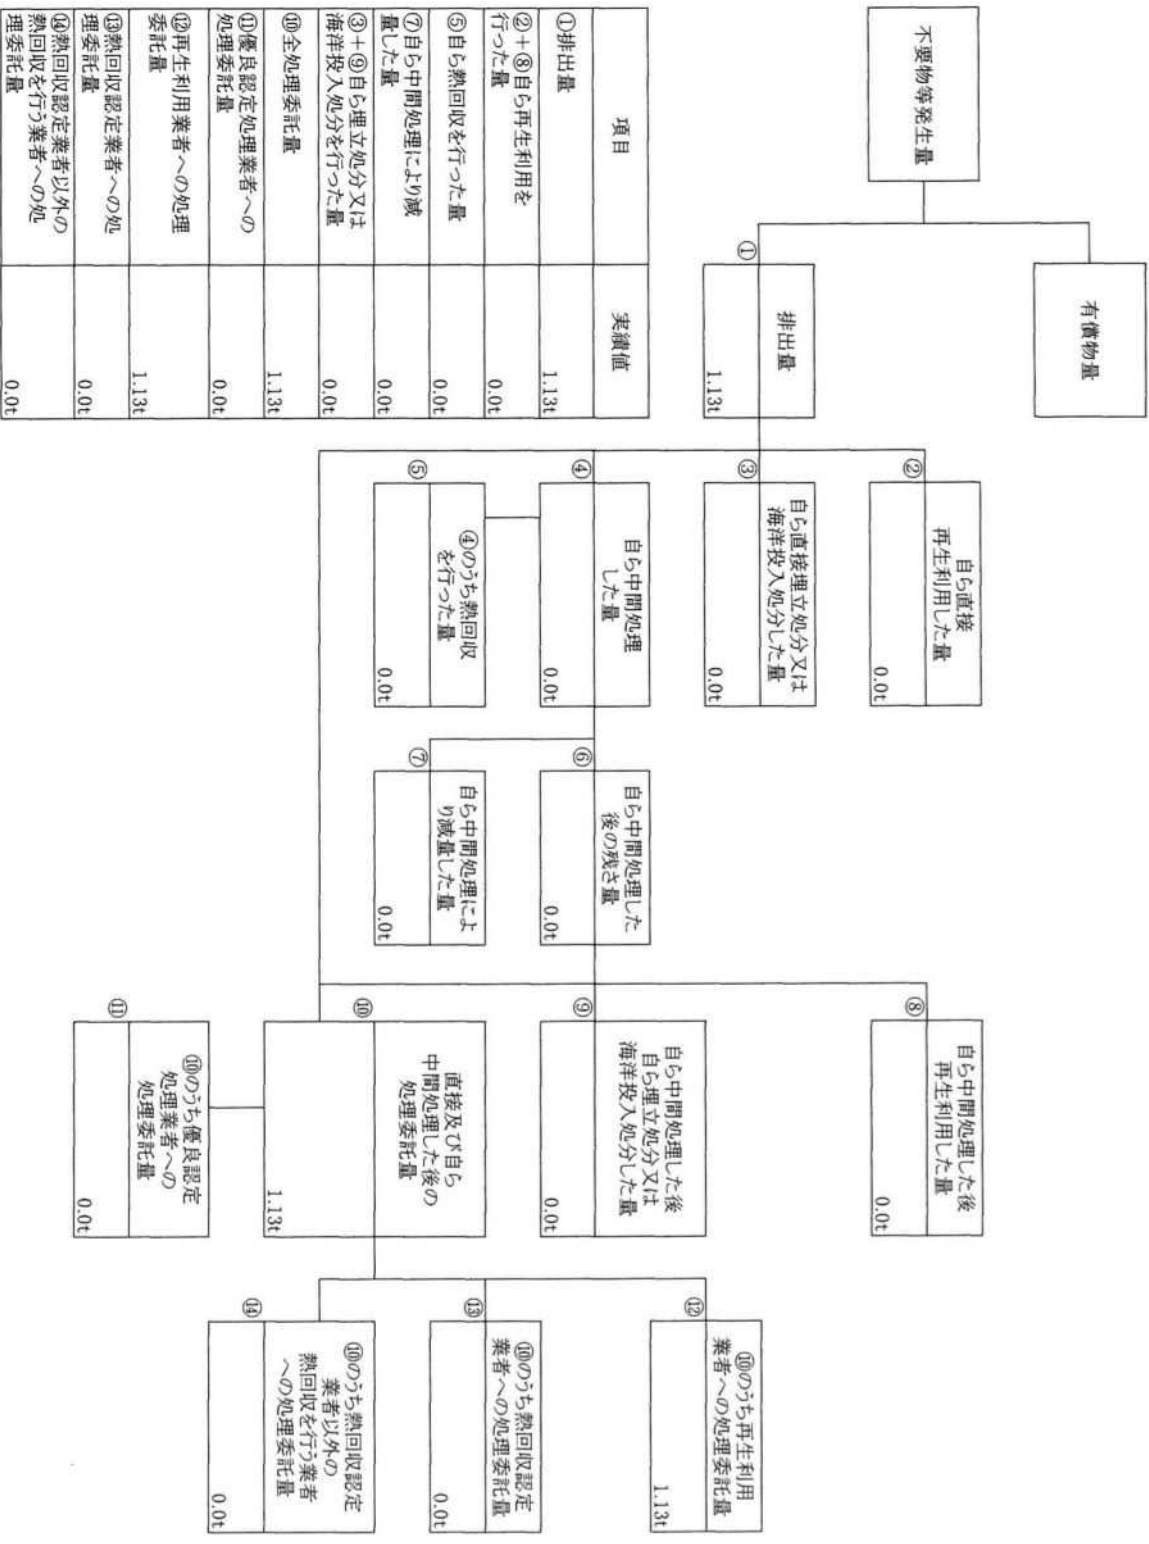 不要物等発生量
有償物量
①
排出量
1.13t
②
自ら直接
再生利用した量
0.0t
③
自ら直接埋立処分又は
海洋投入処分した量
0.0t
④
自ら中間処理
した量
0.0t
⑤
④のうち熱回収
を行った量
0.0t
⑥
自ら中間処理した
後の残さ量
0.0t
⑦
自ら中間処理によ
り減量した量
0.0t
⑧
自ら中間処理した後
再生利用した量
0.0t
⑨
自ら中間処理した後
自ら埋立処分又は
海洋投入処分した量
0.0t
⑩
直接及び自ら
中間処理した後の
処理委託量
1.13t
⑪
⑩のうち優良認定
処理業者への
処理委託量
0.0t
⑫
⑩のうち再生利用
業者への処理委託量
1.13t
⑬
⑩のうち熱回収認定
業者への処理委託量
0.0t
⑭
⑩のうち熱回収認定
業者以外の
熱回収を行う業者
への処理委託量
0.0t
項目
実績値
①排出量
1.13t
②+⑧自ら再生利用を
行った量
0.0t
⑤自ら熱回収を行った量
0.0t
⑦自ら中間処理により減
量した量
0.0t
③+⑨自ら埋立処分又は
海洋投入処分を行った量
0.0t
⑩全処理委託量
1.13t
⑪優良認定処理業者への
処理委託量
0.0t
⑫再生利用業者への処理
委託量
1.13t
⑬熱回収認定業者への処
理委託量
0.0t
⑭熱回収認定業者以外の
熱回収を行う業者への処
理委託量
0.0t